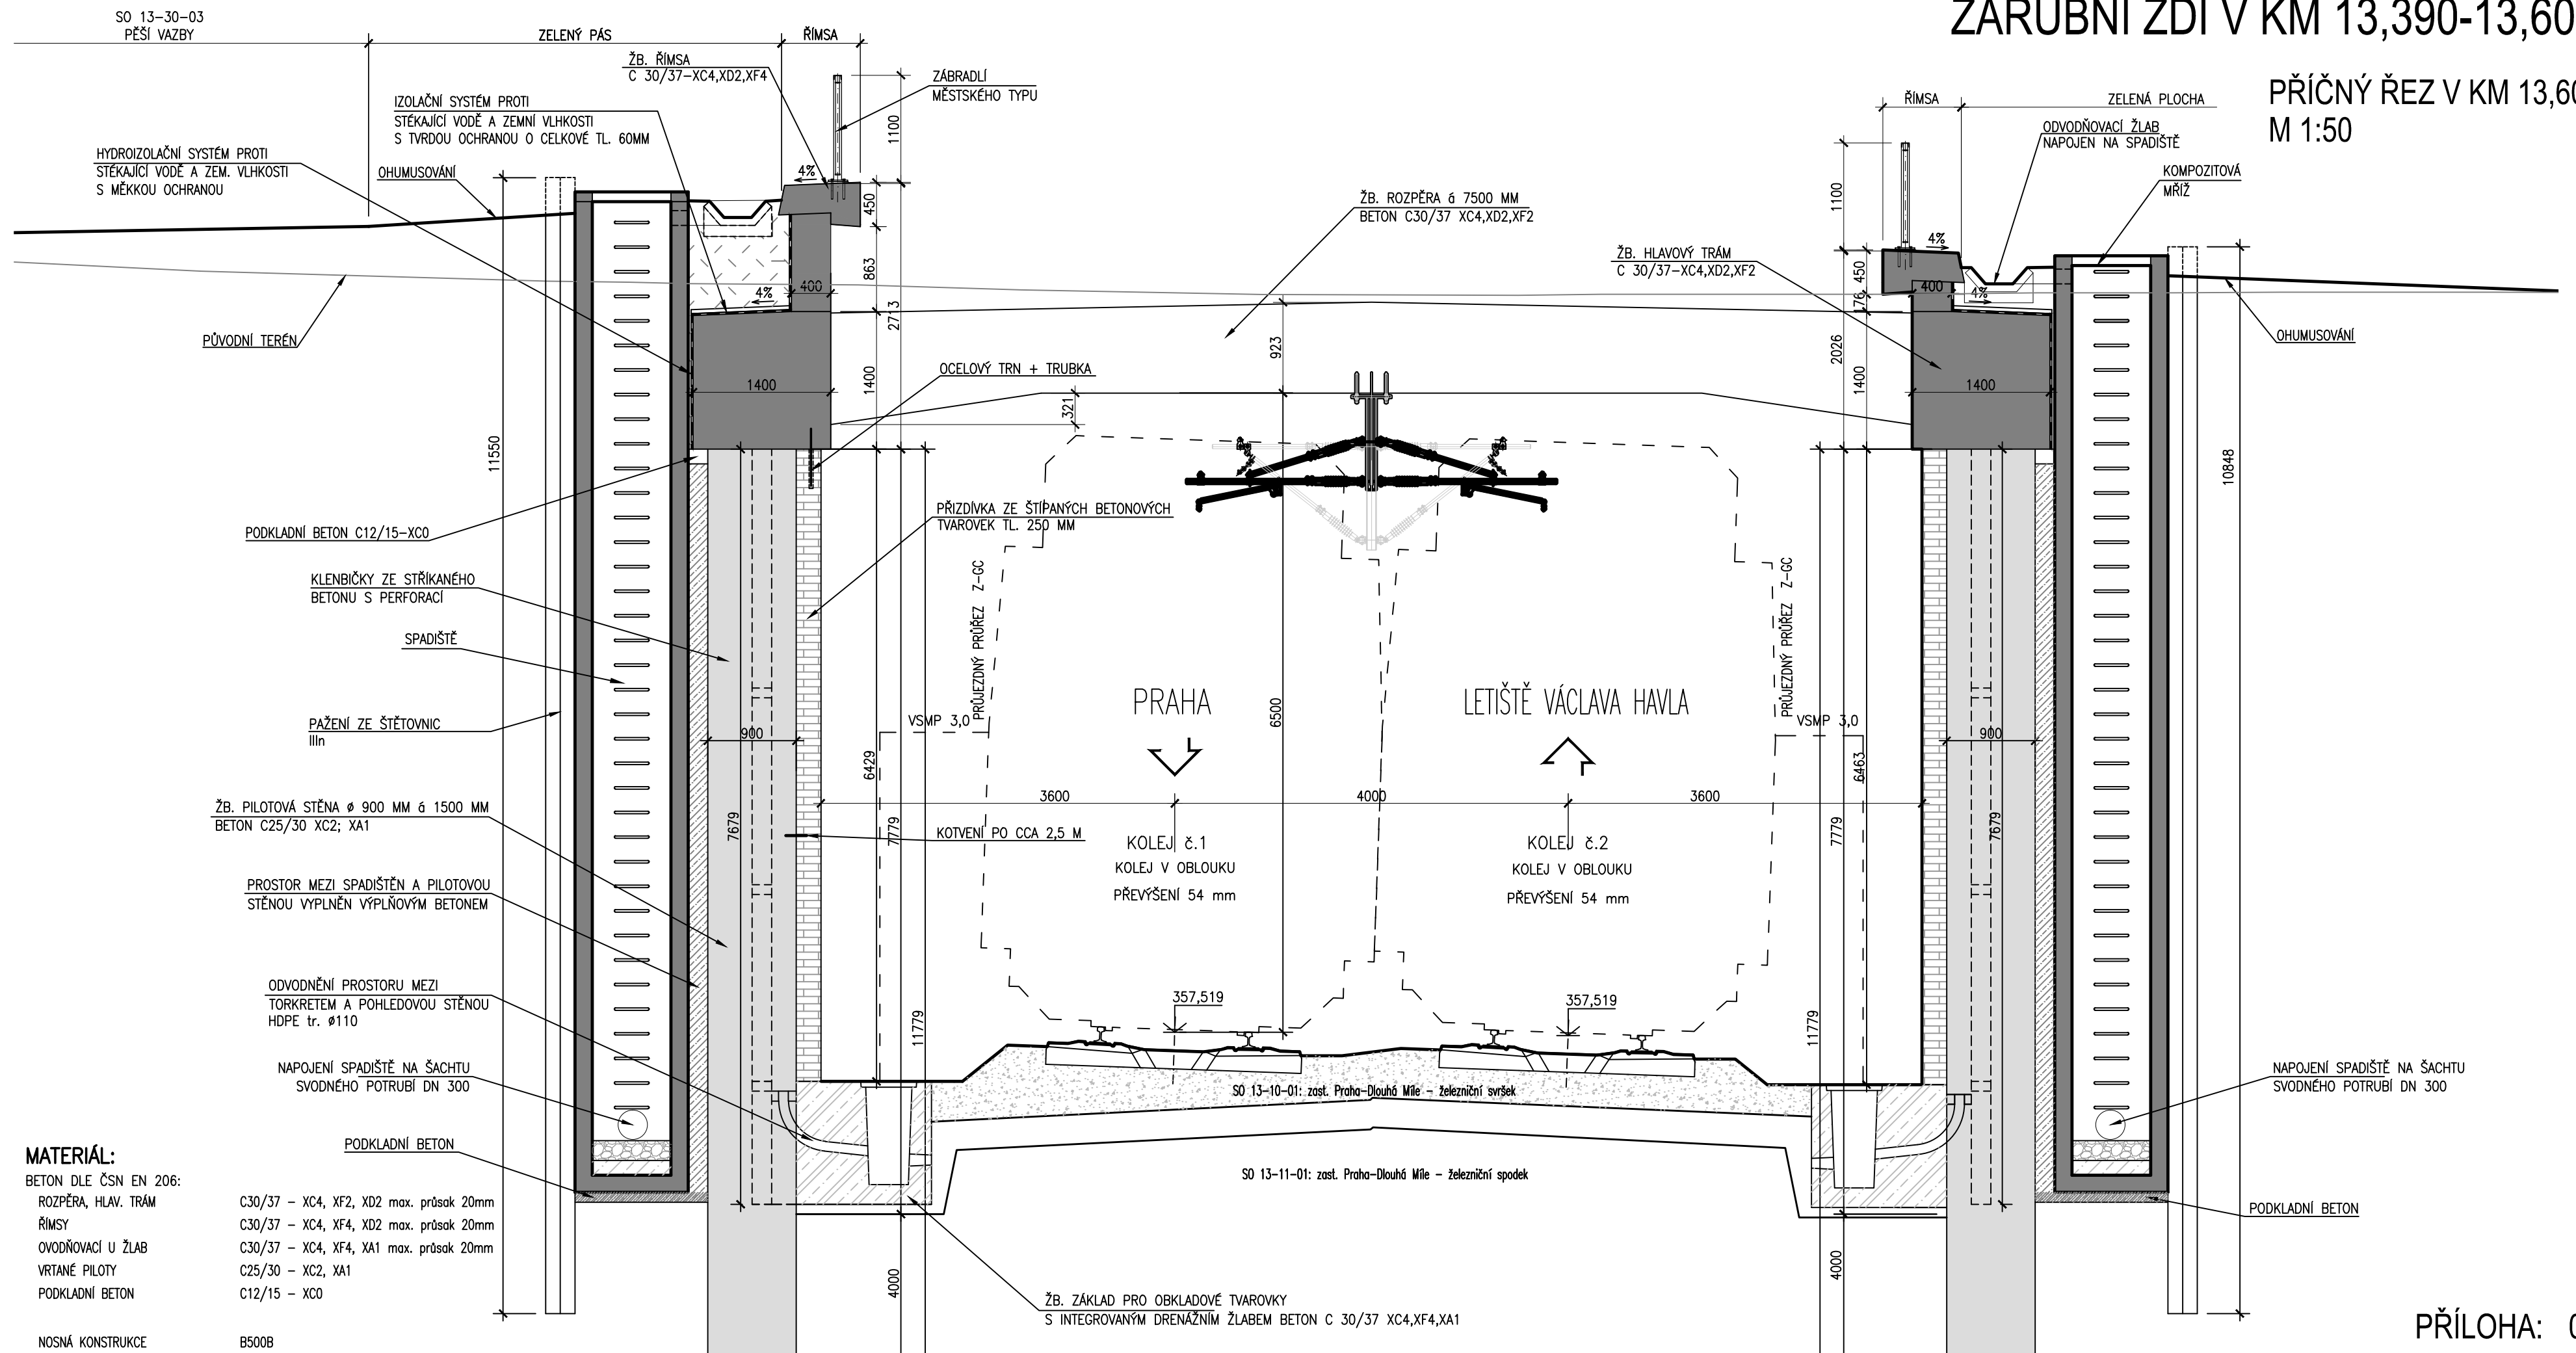 ZÁRUBNÍ ZDI V KM 13,390-13,60
PŘÍČNÝ ŘEZ V KM 13,60
M 1:50
SO 13-30-03
PĚŠÍ VAZBY
ZELENÝ PÁS
ŘÍMSA
ŽB. ŘÍMSA
C 30/37-XC4,XD2,XF4
ZÁBRADLÍ
MĚSTSKÉHO TYPU
IZOLAČNÍ SYSTÉM PROTI
STÉKAJÍCÍ VODĚ A ZEMNÍ VLHKOSTI
S TVRDOU OCHRANOU O CELKOVÉ TL. 60MM
HYDROIZOLAČNÍ SYSTÉM PROTI
STÉKAJÍCÍ VODĚ A ZEM. VLHKOSTI
S MĚKKOU OCHRANOU
OHUMUSOVÁNÍ
4%
1100
450
863
400
4%
2713
1400
1400
PŮVODNÍ TERÉN
ŽB. ROZPĚRA á 7500 MM
BETON C30/37 XC4,XD2,XF2
ŽB. HLAVOVÝ TRÁM
C 30/37-XC4,XD2,XF2
ŘÍMSA
ZELENÁ PLOCHA
ODVODŇOVACÍ ŽLAB
NAPOJEN NA SPADIŠTĚ
KOMPOZITOVÁ
MŘÍŽ
1100
4%
450
400
4%
176
2026
1400
1400
OHUMUSOVÁNÍ
923
321
OCELOVÝ TRN + TRUBKA
11550
10848
PODKLADNÍ BETON C12/15-XC0
PŘIZDÍVKA ZE ŠTÍPANÝCH BETONOVÝCH
TVAROVEK TL. 250 MM
KLENBIČKY ZE STŘÍKANÉHO
BETONU S PERFORACÍ
PRŮJEZDNÝ PRŮŘEZ Z-GC
PRŮJEZDNÝ PRŮŘEZ Z-GC
SPADIŠTĚ
PAŽENÍ ZE ŠTĚTOVNIC
IIIn
VSMP 3,0
VSMP 3,0
PRAHA
LETIŠTĚ VÁCLAVA HAVLA
6500
900
900
6429
6463
3600
4000
3600
ŽB. PILOTOVÁ STĚNA ø 900 MM á 1500 MM
BETON C25/30 XC2; XA1
7679
7779
7779
7679
KOTVENÍ PO CCA 2,5 M
KOLEJ č.1
KOLEJ V OBLOUKU
PŘEVÝŠENÍ 54 mm
KOLEJ č.2
KOLEJ V OBLOUKU
PŘEVÝŠENÍ 54 mm
PROSTOR MEZI SPADIŠTĚN A PILOTOVOU
STĚNOU VYPLNĚN VÝPLŇOVÝM BETONEM
ODVODNĚNÍ PROSTORU MEZI
TORKRETEM A POHLEDOVOU STĚNOU
HDPE tr. ø110
357,519
357,519
11779
11779
NAPOJENÍ SPADIŠTĚ NA ŠACHTU
SVODNÉHO POTRUBÍ DN 300
NAPOJENÍ SPADIŠTĚ NA ŠACHTU
SVODNÉHO POTRUBÍ DN 300
SO 13-10-01: zast. Praha-Dlouhá Míle - železniční svršek
SO 13-11-01: zast. Praha-Dlouhá Míle - železniční spodek
PODKLADNÍ BETON
PODKLADNÍ BETON
4000
4000
ŽB. ZÁKLAD PRO OBKLADOVÉ TVAROVKY
S INTEGROVANÝM DRENÁŽNÍM ŽLABEM BETON C 30/37 XC4,XF4,XA1
MATERIÁL:
BETON DLE ČSN EN 206:
ROZPĚRA, HLAV. TRÁM C30/37 - XC4, XF2, XD2 max. průsak 20mm
ŘÍMSY C30/37 - XC4, XF4, XD2 max. průsak 20mm
OVODŇOVACÍ U ŽLAB C30/37 - XC4, XF4, XA1 max. průsak 20mm
VRTANÉ PILOTY C25/30 - XC2, XA1
PODKLADNÍ BETON C12/15 - XC0
NOSNÁ KONSTRUKCE B500B
PŘÍLOHA: 0